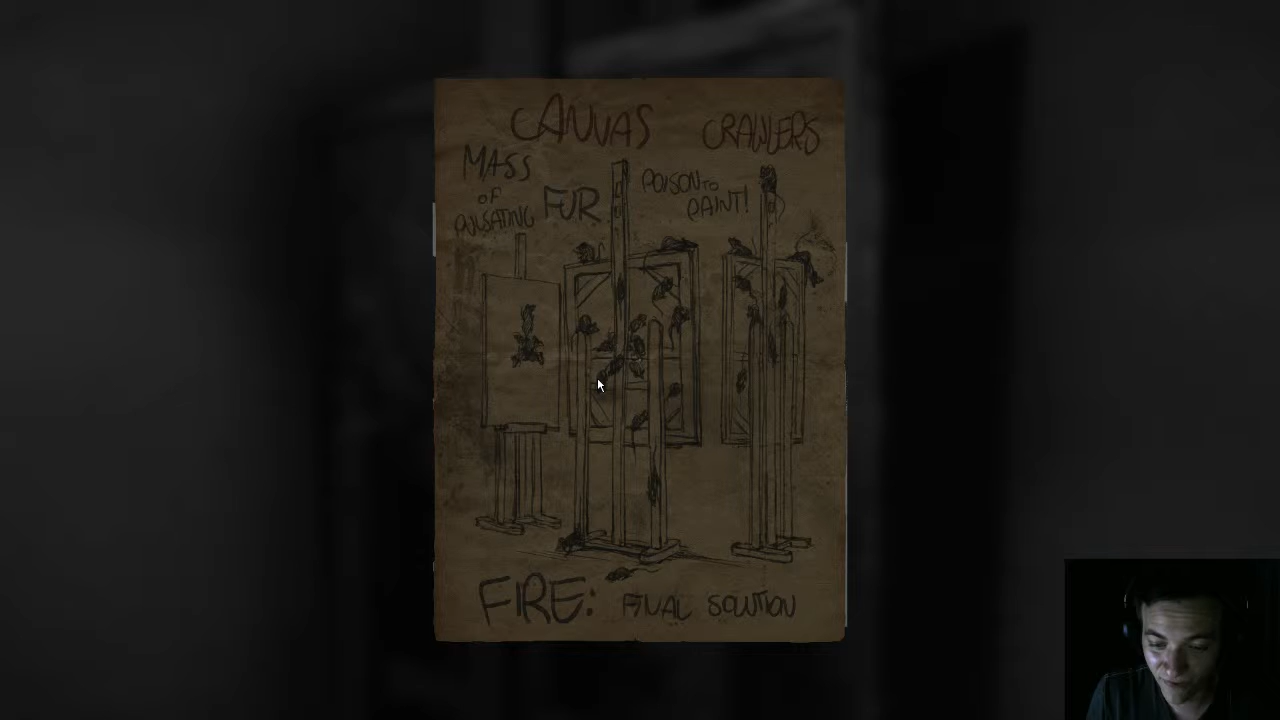 CANVAS CRAWLERS
MASS
OF
PULSATING FUR
POISON TO
PAINT!
FIRE: FINAL SOLUTION